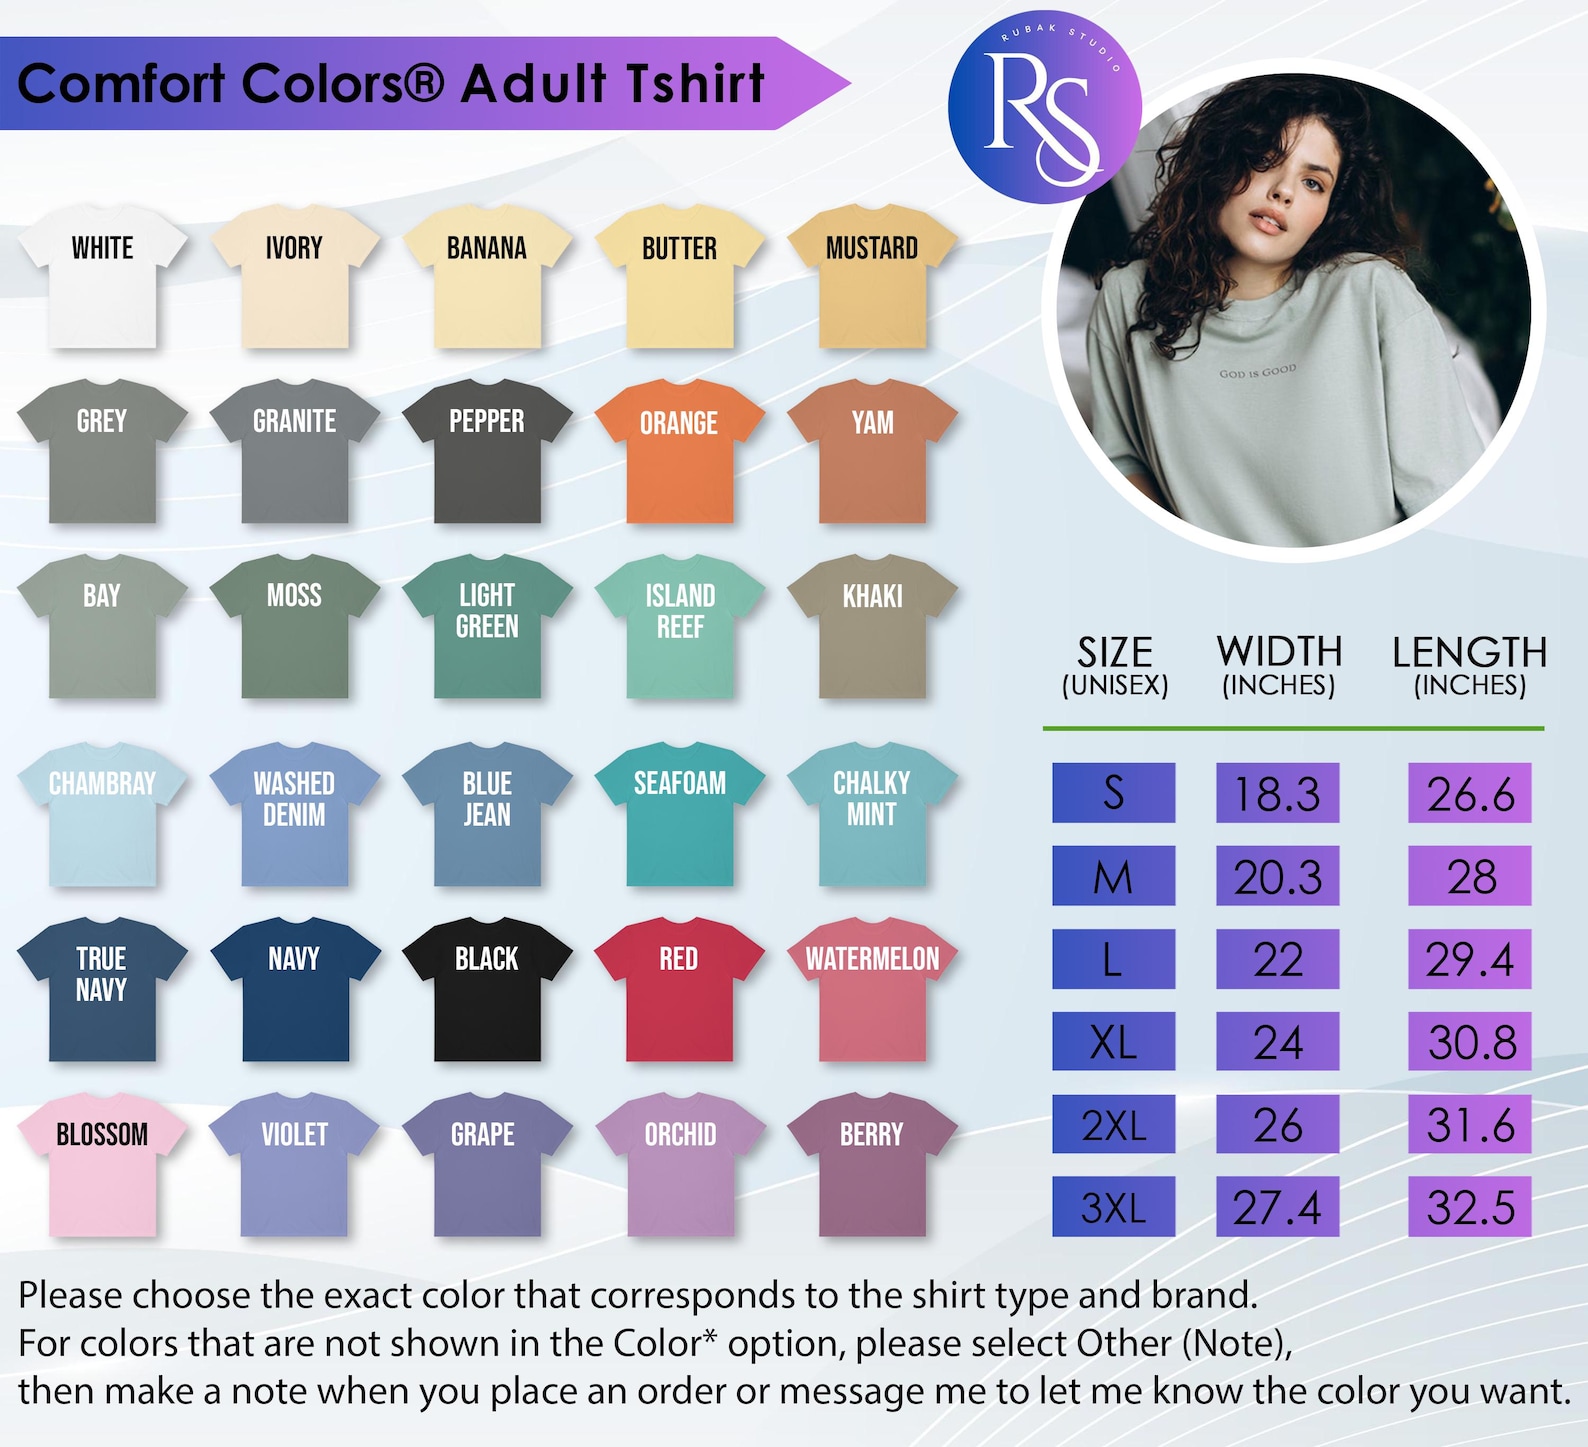 Comfort Colors® Adult Tshirt
RUBAK STUDIO
RS
WHITE
IVORY
BANANA
BUTTER
MUSTARD
GREY
GRANITE
PEPPER
ORANGE
YAM
BAY
MOSS
LIGHT
GREEN
ISLAND
REEF
KHAKI
CHAMBRAY
WASHED
DENIM
BLUE
JEAN
SEAFOAM
CHALKY
MINT
TRUE
NAVY
NAVY
BLACK
RED
WATERMELON
BLOSSOM
VIOLET
GRAPE
ORCHID
BERRY
GOD IS GOOD
SIZE WIDTH LENGTH
(UNISEX) (INCHES) (INCHES)
S 18.3 26.6
M 20.3 28
L 22 29.4
XL 24 30.8
2XL 26 31.6
3XL 27.4 32.5
Please choose the exact color that corresponds to the shirt type and brand.
For colors that are not shown in the Color* option, please select Other (Note),
then make a note when you place an order or message me to let me know the color you want.